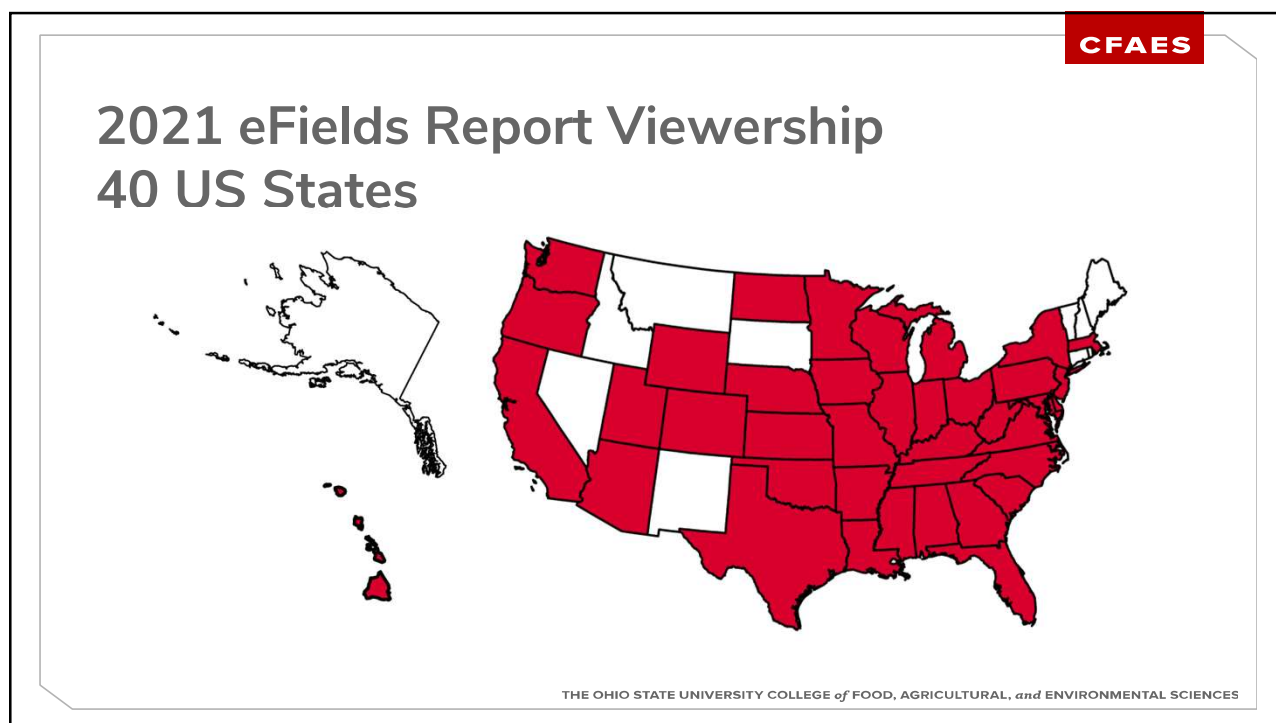 CFAES
2021 eFields Report Viewership
40 US States
THE OHIO STATE UNIVERSITY COLLEGE of FOOD, AGRICULTURAL, and ENVIRONMENTAL SCIENCES